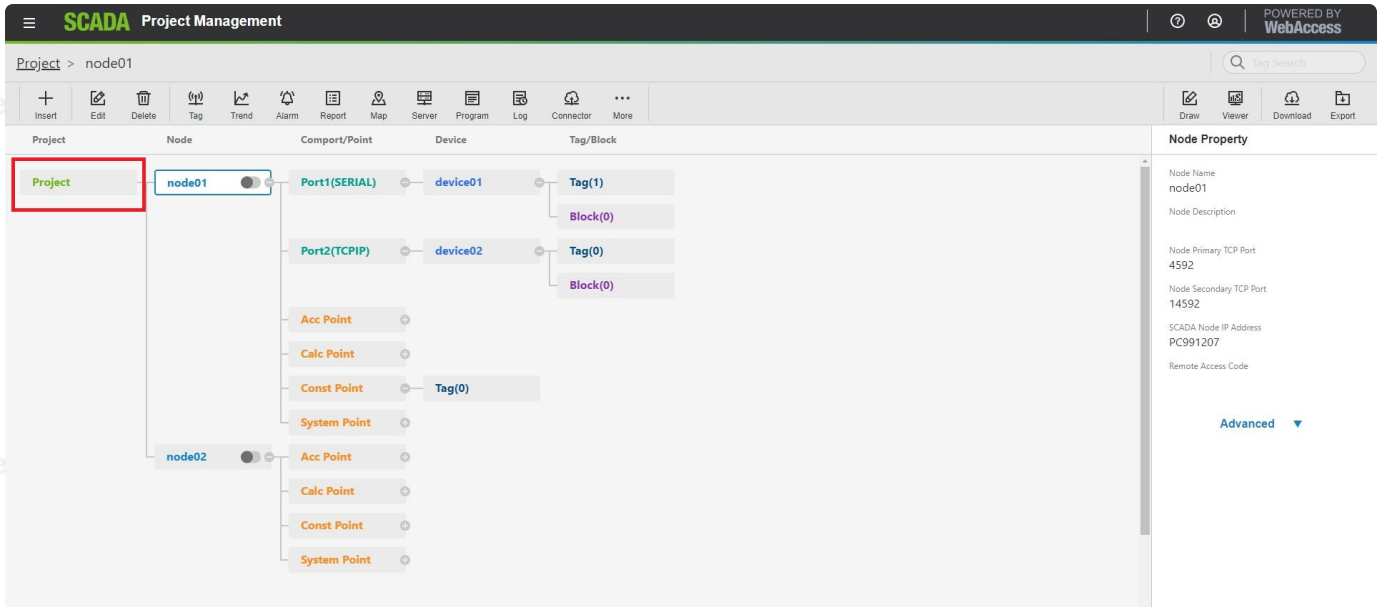 SCADA Project Management POWERED BY WebAccess
Project > node01 Tag Search
Insert Edit Delete Tag Trend Alarm Report Map Server Program Log Connector More Draw Viewer Download Export
Project Node Comport/Point Device Tag/Block Node Property
Project node01 Port1(SERIAL) device01 Tag(1)
Block(0)
Port2(TCPIP) device02 Tag(0)
Block(0)
Acc Point
Calc Point
Const Point Tag(0)
System Point
node02 Acc Point
Calc Point
Const Point
System Point
Node Name
node01
Node Description
Node Primary TCP Port
4592
Node Secondary TCP Port
14592
SCADA Node IP Address
PC991207
Remote Access Code
Advanced